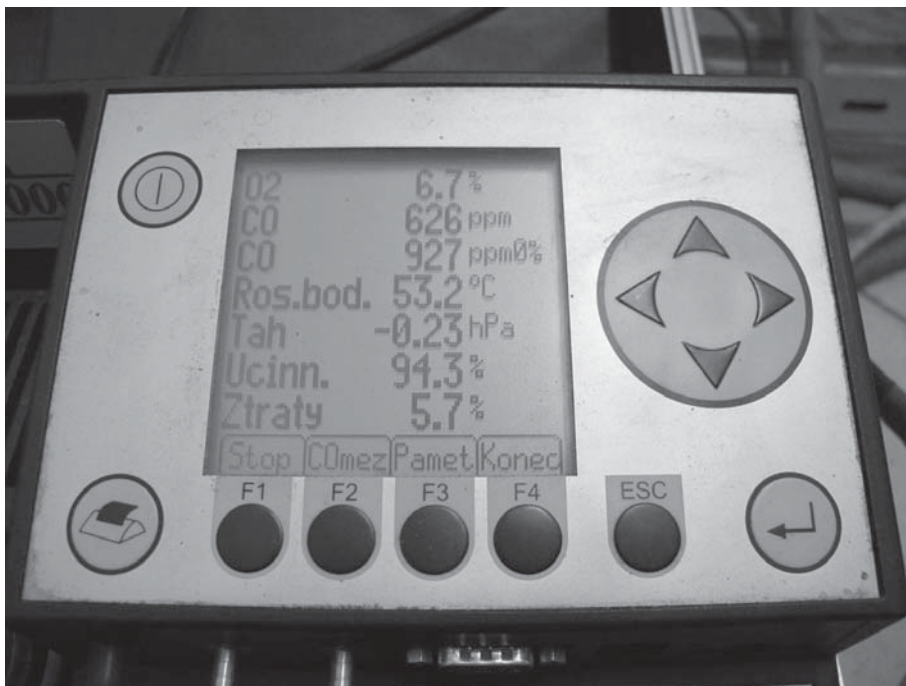 O2 6.7 %
CO 626 ppm
CO 927 ppm0%
Ros.bod. 53.2 °C
Tah -0.23 hPa
Ucinn. 94.3 %
Ztraty 5.7 %
Stop COmez Pamet Konec
F1 F2 F3 F4 ESC